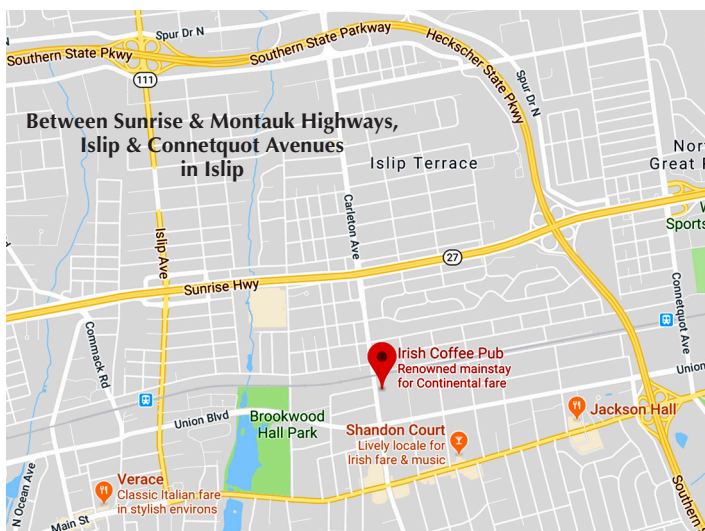 Spur Dr N
Southern State Pkwy
Southern State Parkway
Heckscher State Pkwy
Spur Dr N
111
Between Sunrise & Montauk Highways,
Islip & Connetquot Avenues
in Islip
Islip Terrace
Nor
Great R
W
Sports
Carleton Ave
Islip Ave
27
Sunrise Hwy
Connetquot Ave
Commack Rd
Irish Coffee Pub
Renowned mainstay
for Continental fare
Union
Union Blvd
Brookwood
Hall Park
Jackson Hall
Shandon Court
Lively locale for
Irish fare & music
Verace
Classic Italian fare
in stylish environs
N Ocean Ave
Main St
Southern